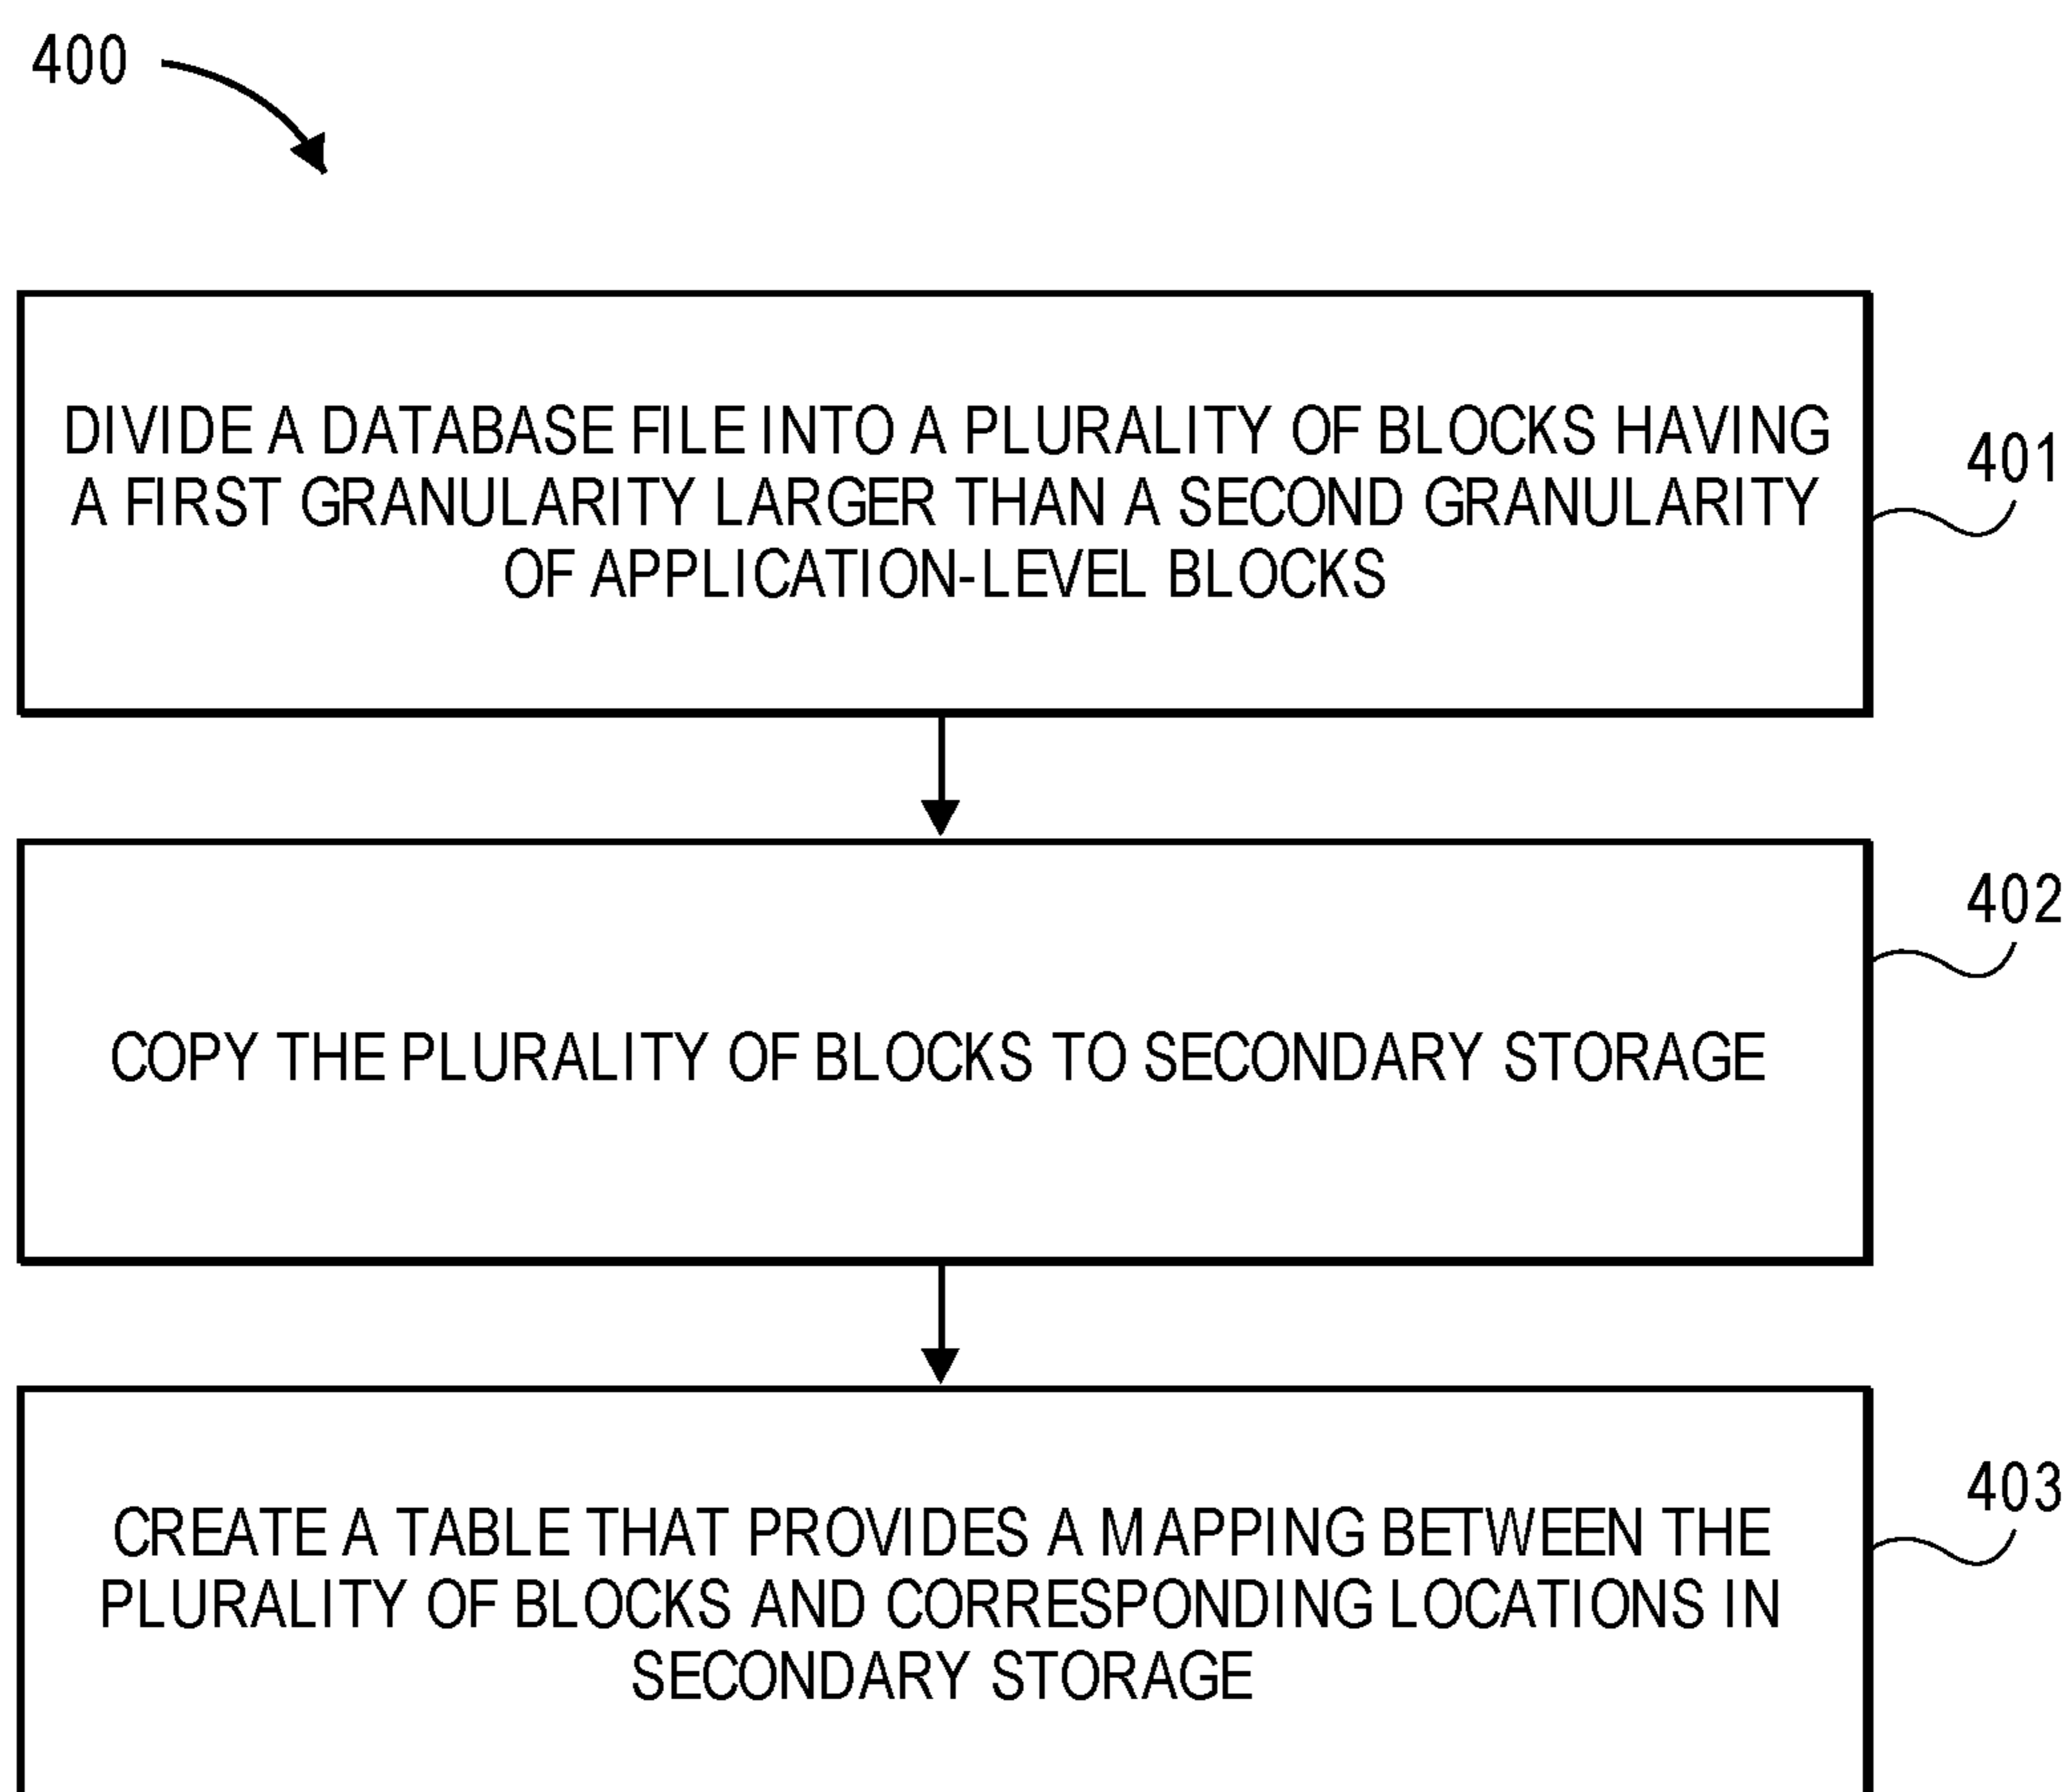 400
DIVIDE A DATABASE FILE INTO A PLURALITY OF BLOCKS HAVING
A FIRST GRANULARITY LARGER THAN A SECOND GRANULARITY
OF APPLICATION-LEVEL BLOCKS
401
COPY THE PLURALITY OF BLOCKS TO SECONDARY STORAGE
402
CREATE A TABLE THAT PROVIDES A MAPPING BETWEEN THE
PLURALITY OF BLOCKS AND CORRESPONDING LOCATIONS IN
SECONDARY STORAGE
403